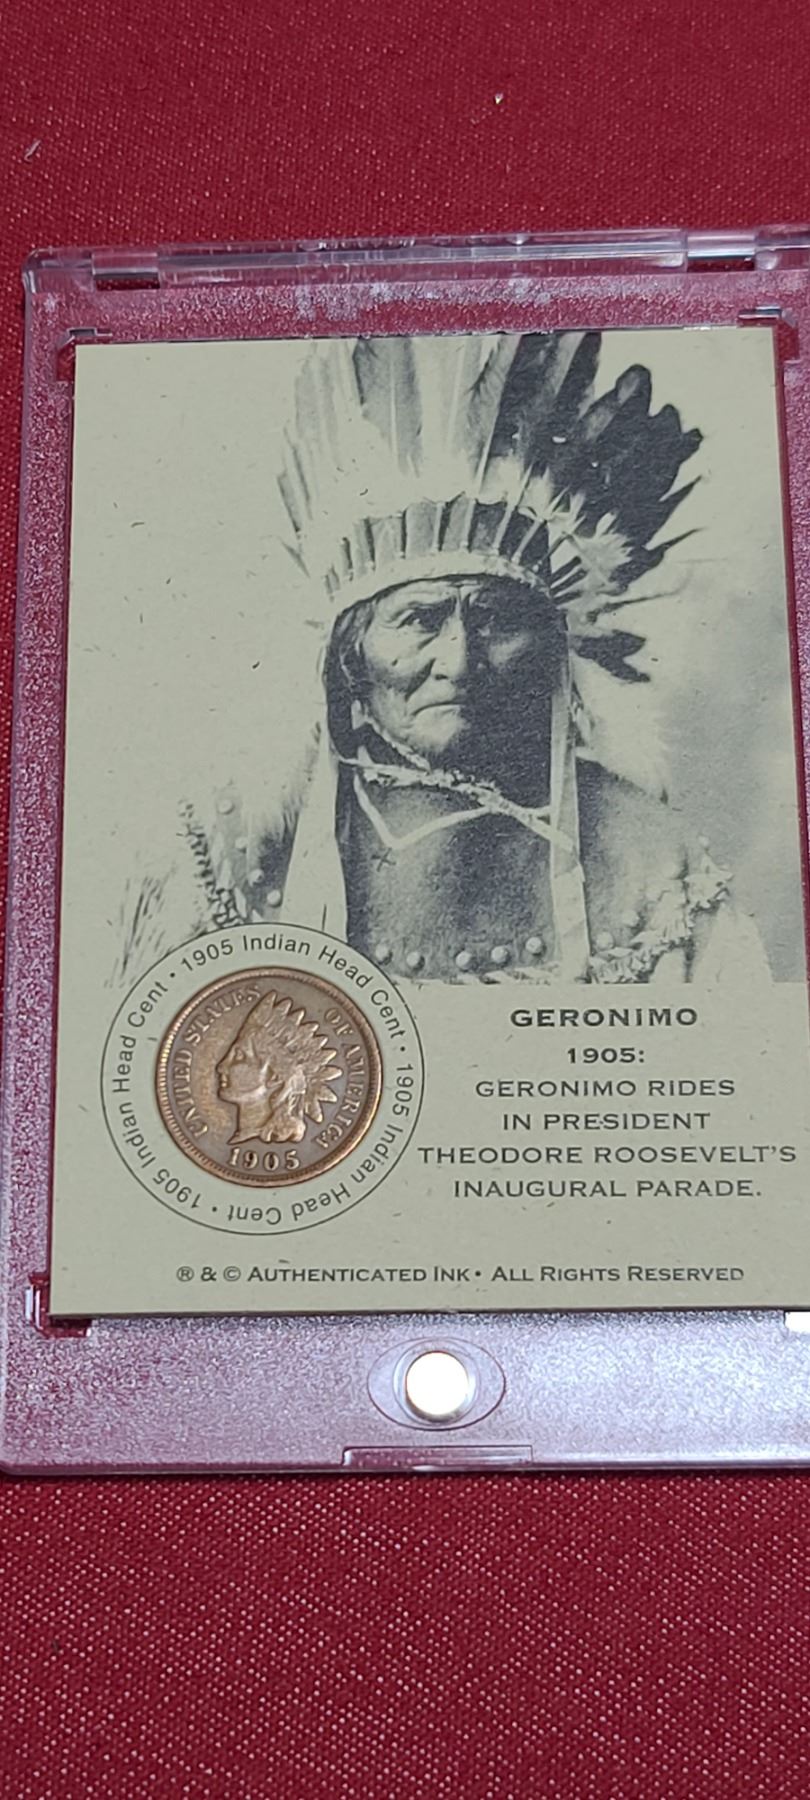 1905 Indian Head Cent • 1905 Indian Head Cent • 1905 Indian Head Cent •
UNITED STATES OF AMERICA
1905
GERONIMO
1905:
GERONIMO RIDES
IN PRESIDENT
THEODORE ROOSEVELT'S
INAUGURAL PARADE.
® & © AUTHENTICATED INK • ALL RIGHTS RESERVED